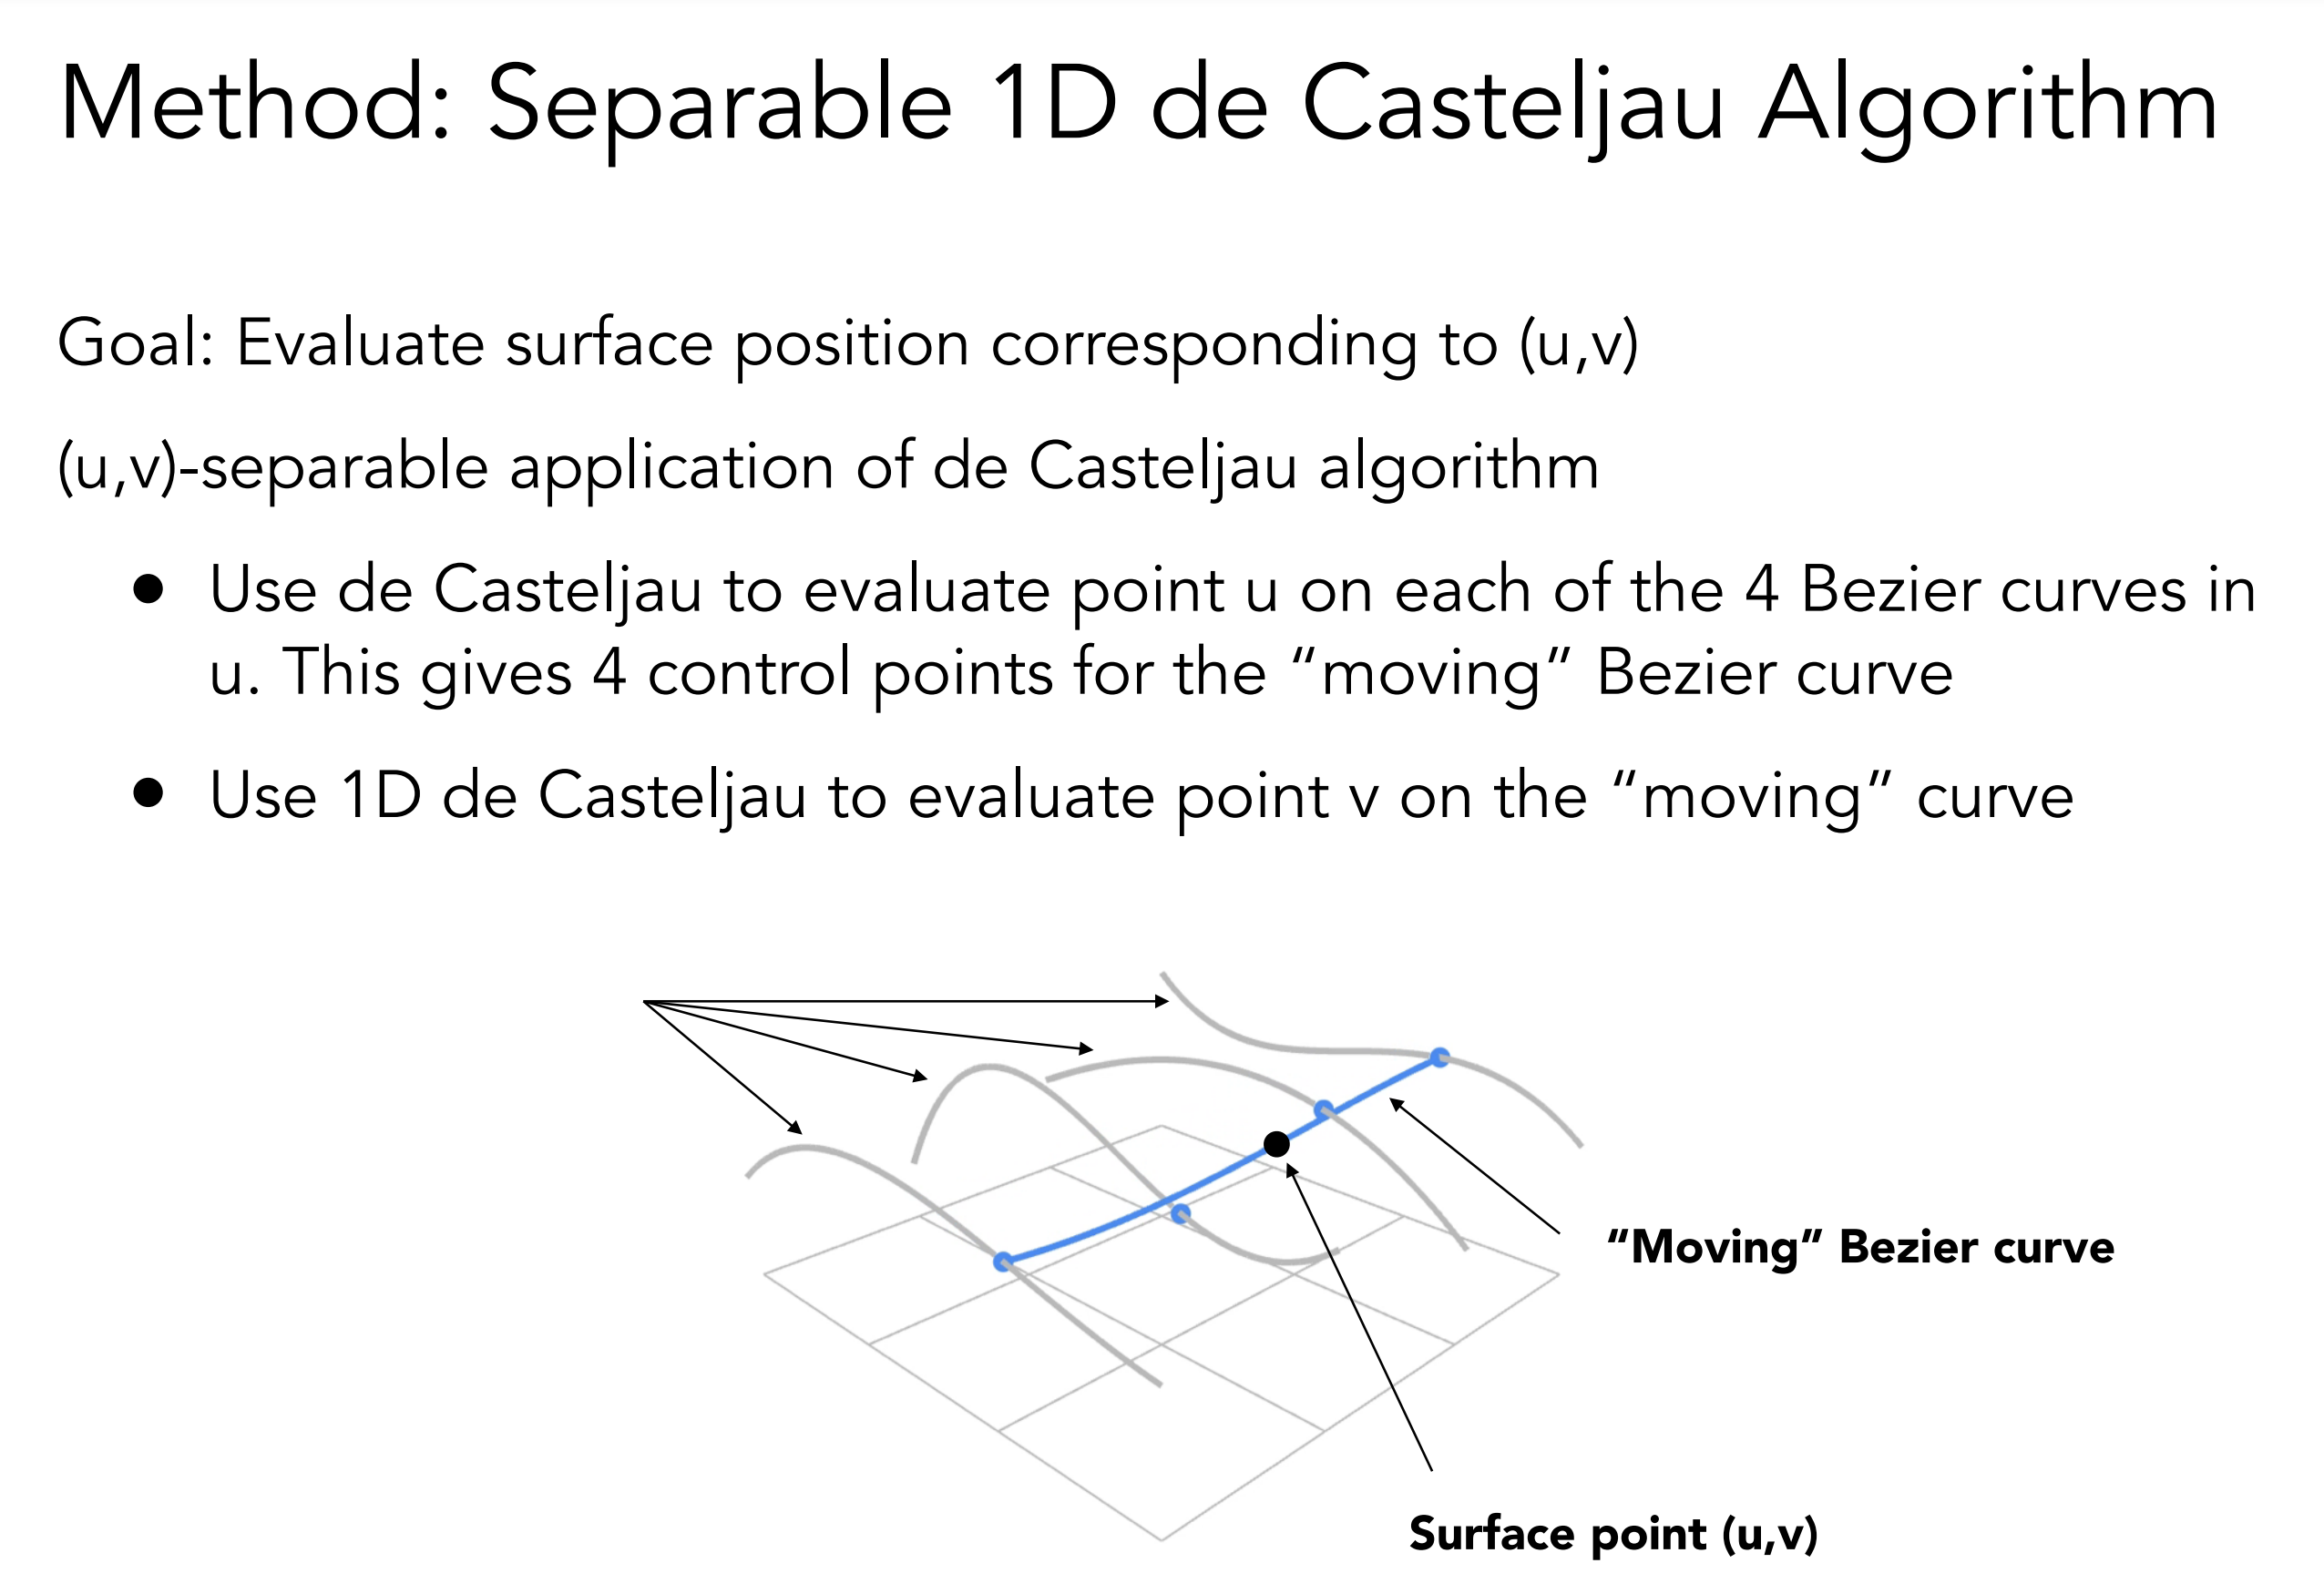 Method: Separable 1D de Casteljau Algorithm
Goal: Evaluate surface position corresponding to (u,v)
(u,v)-separable application of de Casteljau algorithm
● Use de Casteljau to evaluate point u on each of the 4 Bezier curves in
u. This gives 4 control points for the “moving” Bezier curve
● Use 1D de Casteljau to evaluate point v on the “moving” curve
“Moving” Bezier curve
Surface point (u,v)